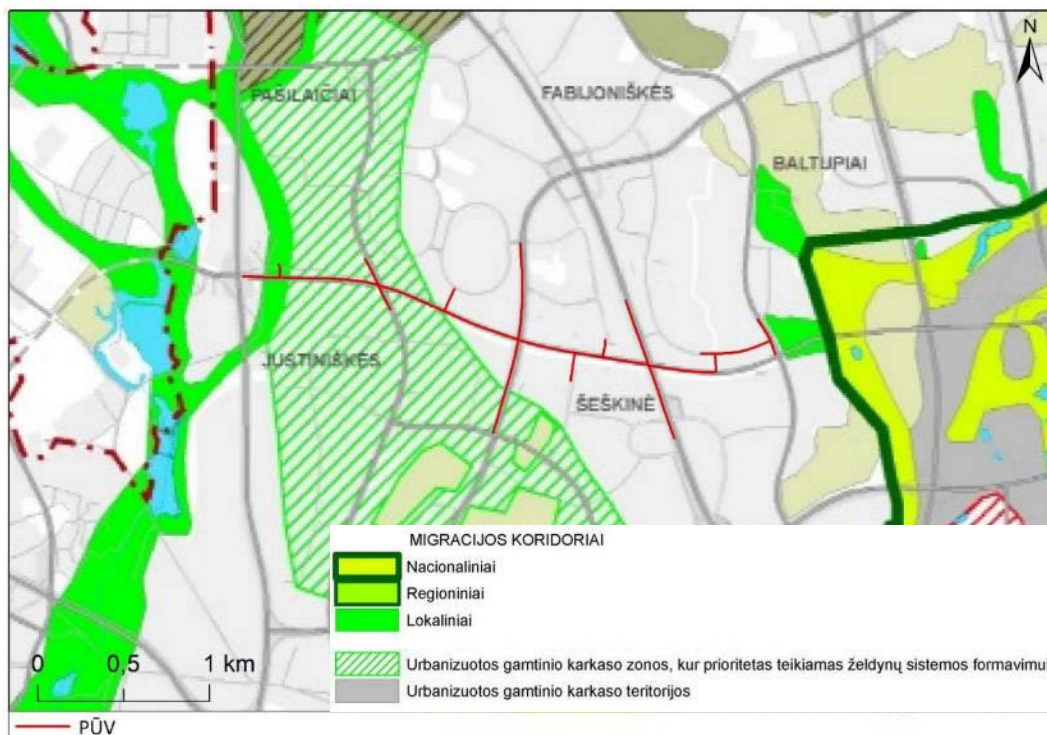 N
PAŠILAIČIAI
FABIJONIŠKĖS
BALTUPIAI
JUSTINIŠKĖS
ŠEŠKINĖ
MIGRACIJOS KORIDORIAI
Nacionaliniai
Regioniniai
Lokaliniai
Urbanizuotos gamtinio karkaso zonos, kur prioritetas teikiamas želdynų sistemos formavimui
Urbanizuotos gamtinio karkaso teritorijos
0 0,5 1 km
PŪV